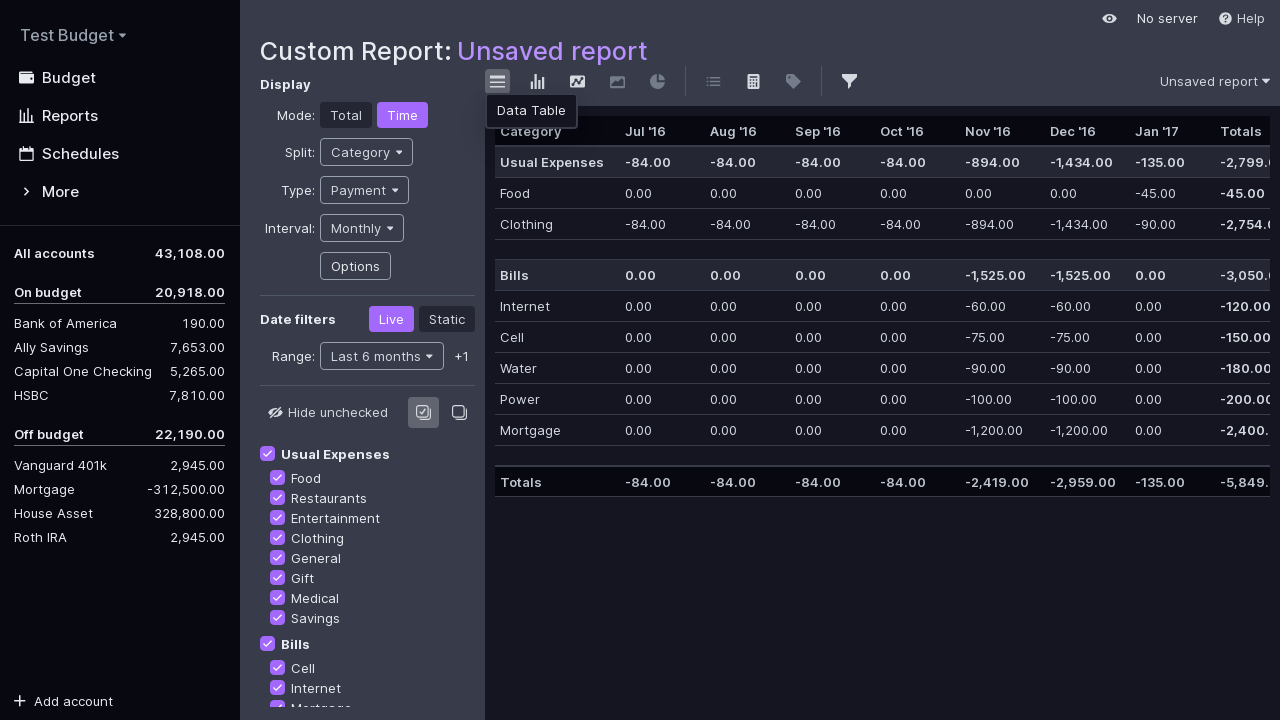 Test Budget
Budget
Reports
Schedules
More
All accounts 43,108.00
On budget 20,918.00
Bank of America 190.00
Ally Savings 7,653.00
Capital One Checking 5,265.00
HSBC 7,810.00
Off budget 22,190.00
Vanguard 401k 2,945.00
Mortgage -312,500.00
House Asset 328,800.00
Roth IRA 2,945.00
Add account
No server Help
Custom Report: Unsaved report
Display
Mode: Total Time
Split: Category
Type: Payment
Interval: Monthly
Options
Date filters Live Static
Range: Last 6 months +1
Hide unchecked
Usual Expenses
Food
Restaurants
Entertainment
Clothing
General
Gift
Medical
Savings
Bills
Cell
Internet
Mortgage
Unsaved report
Data Table
Category Jul '16 Aug '16 Sep '16 Oct '16 Nov '16 Dec '16 Jan '17 Totals
Usual Expenses -84.00 -84.00 -84.00 -84.00 -894.00 -1,434.00 -135.00 -2,799.0
Food 0.00 0.00 0.00 0.00 0.00 0.00 -45.00 -45.00
Clothing -84.00 -84.00 -84.00 -84.00 -894.00 -1,434.00 -90.00 -2,754.0
Bills 0.00 0.00 0.00 0.00 -1,525.00 -1,525.00 0.00 -3,050.0
Internet 0.00 0.00 0.00 0.00 -60.00 -60.00 0.00 -120.00
Cell 0.00 0.00 0.00 0.00 -75.00 -75.00 0.00 -150.00
Water 0.00 0.00 0.00 0.00 -90.00 -90.00 0.00 -180.00
Power 0.00 0.00 0.00 0.00 -100.00 -100.00 0.00 -200.00
Mortgage 0.00 0.00 0.00 0.00 -1,200.00 -1,200.00 0.00 -2,400.
Totals -84.00 -84.00 -84.00 -84.00 -2,419.00 -2,959.00 -135.00 -5,849.